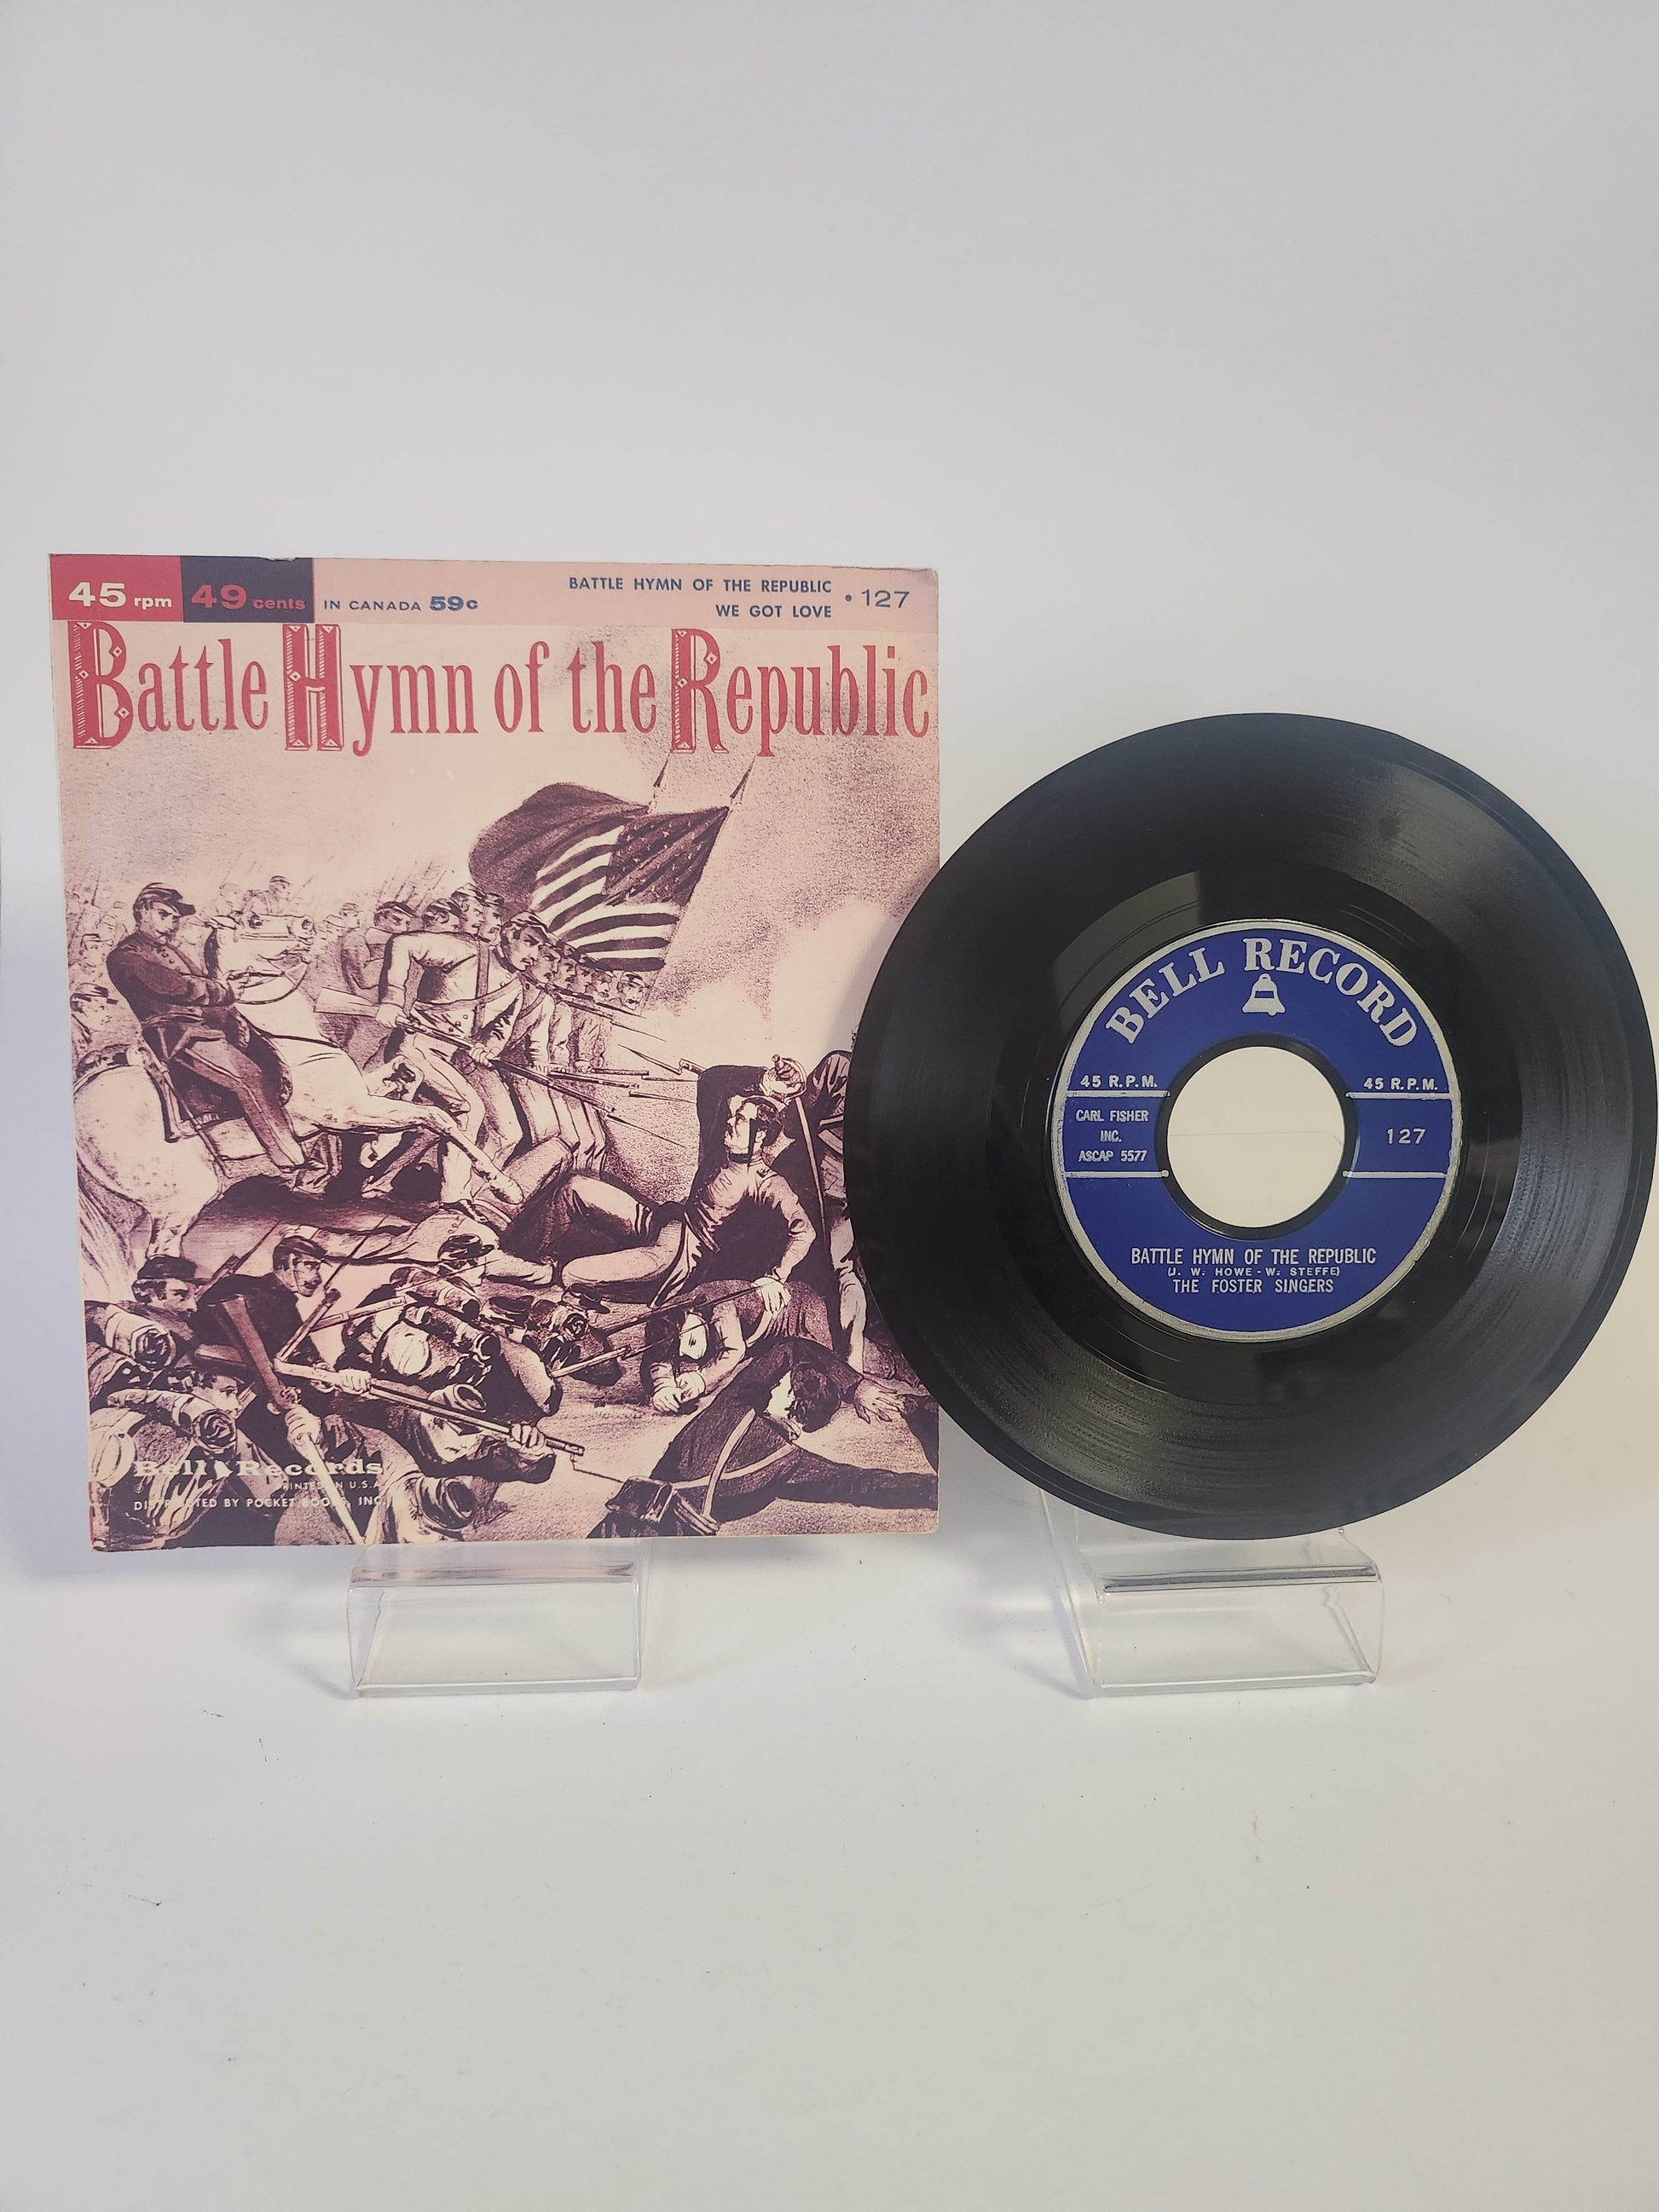 45 rpm 49 cents IN CANADA 59c
BATTLE HYMN OF THE REPUBLIC
WE GOT LOVE • 127
Battle Hymn of the Republic
Bell Records
PRINTED IN U.S.A.
DISTRIBUTED BY POCKET BOOKS, INC.
BELL RECORD
45 R.P.M. 45 R.P.M.
CARL FISHER
INC.
ASCAP 5577
127
BATTLE HYMN OF THE REPUBLIC
(J. W. HOWE - W. STEFFE)
THE FOSTER SINGERS